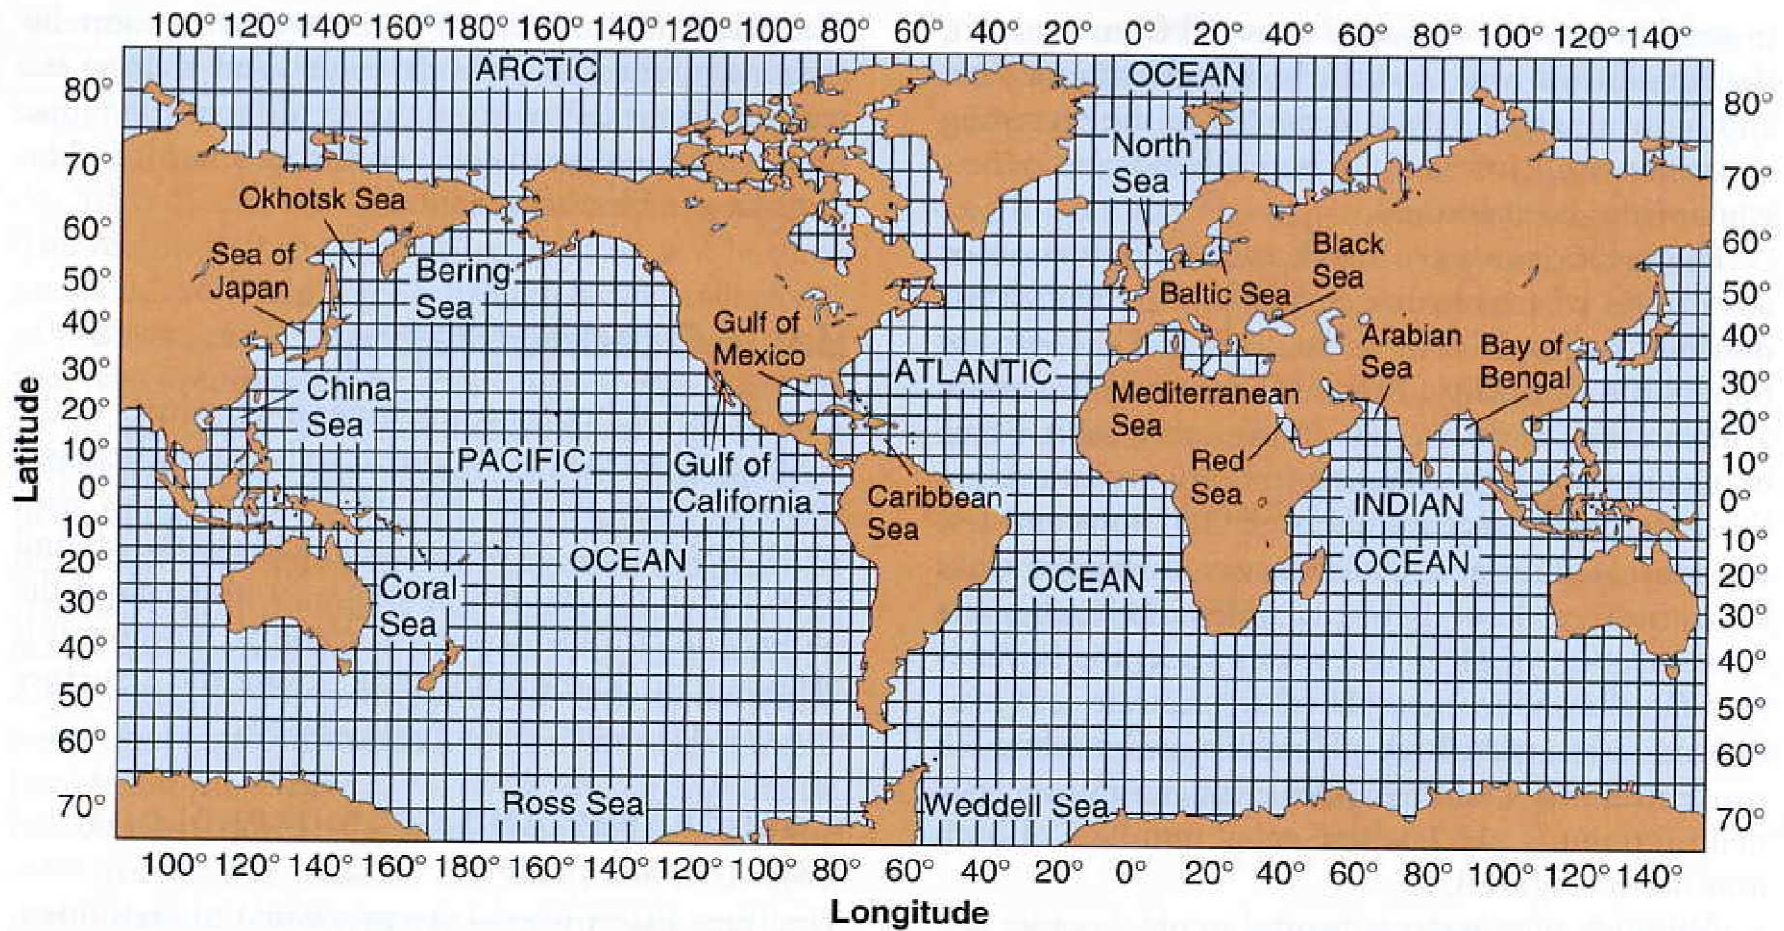 100° 120° 140° 160° 180° 160° 140° 120° 100° 80° 60° 40° 20° 0° 20° 40° 60° 80° 100° 120° 140°
ARCTIC
OCEAN
80°
80°
North
Sea
70°
70°
Okhotsk Sea
60°
60°
Sea of
Japan
Bering
Sea
Black
Sea
50°
50°
Baltic Sea
40°
40°
Gulf of
Mexico
Arabian
Sea
Bay of
Bengal
30°
30°
ATLANTIC
China
Sea
Mediterranean
Sea
20°
20°
10°
10°
PACIFIC
Gulf of
California
Red
Sea
Latitude
0°
0°
Caribbean
Sea
INDIAN
10°
10°
OCEAN
OCEAN
OCEAN
20°
20°
Coral
Sea
30°
30°
40°
40°
50°
50°
60°
60°
70°
70°
Ross Sea
Weddell Sea
100° 120° 140° 160° 180° 160° 140° 120° 100° 80° 60° 40° 20° 0° 20° 40° 60° 80° 100° 120° 140°
Longitude